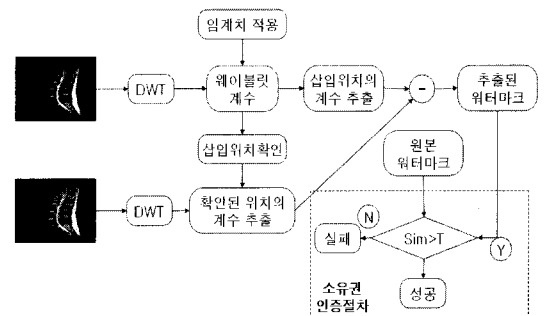 임계치 적용
DWT
웨이블릿
계수
삽입위치의
계수 추출
-
추출된
워터마크
삽입위치확인
원본
워터마크
DWT
확인된 위치의
계수 추출
N
실패
Sim>T
Y
소유권
인증절차
성공